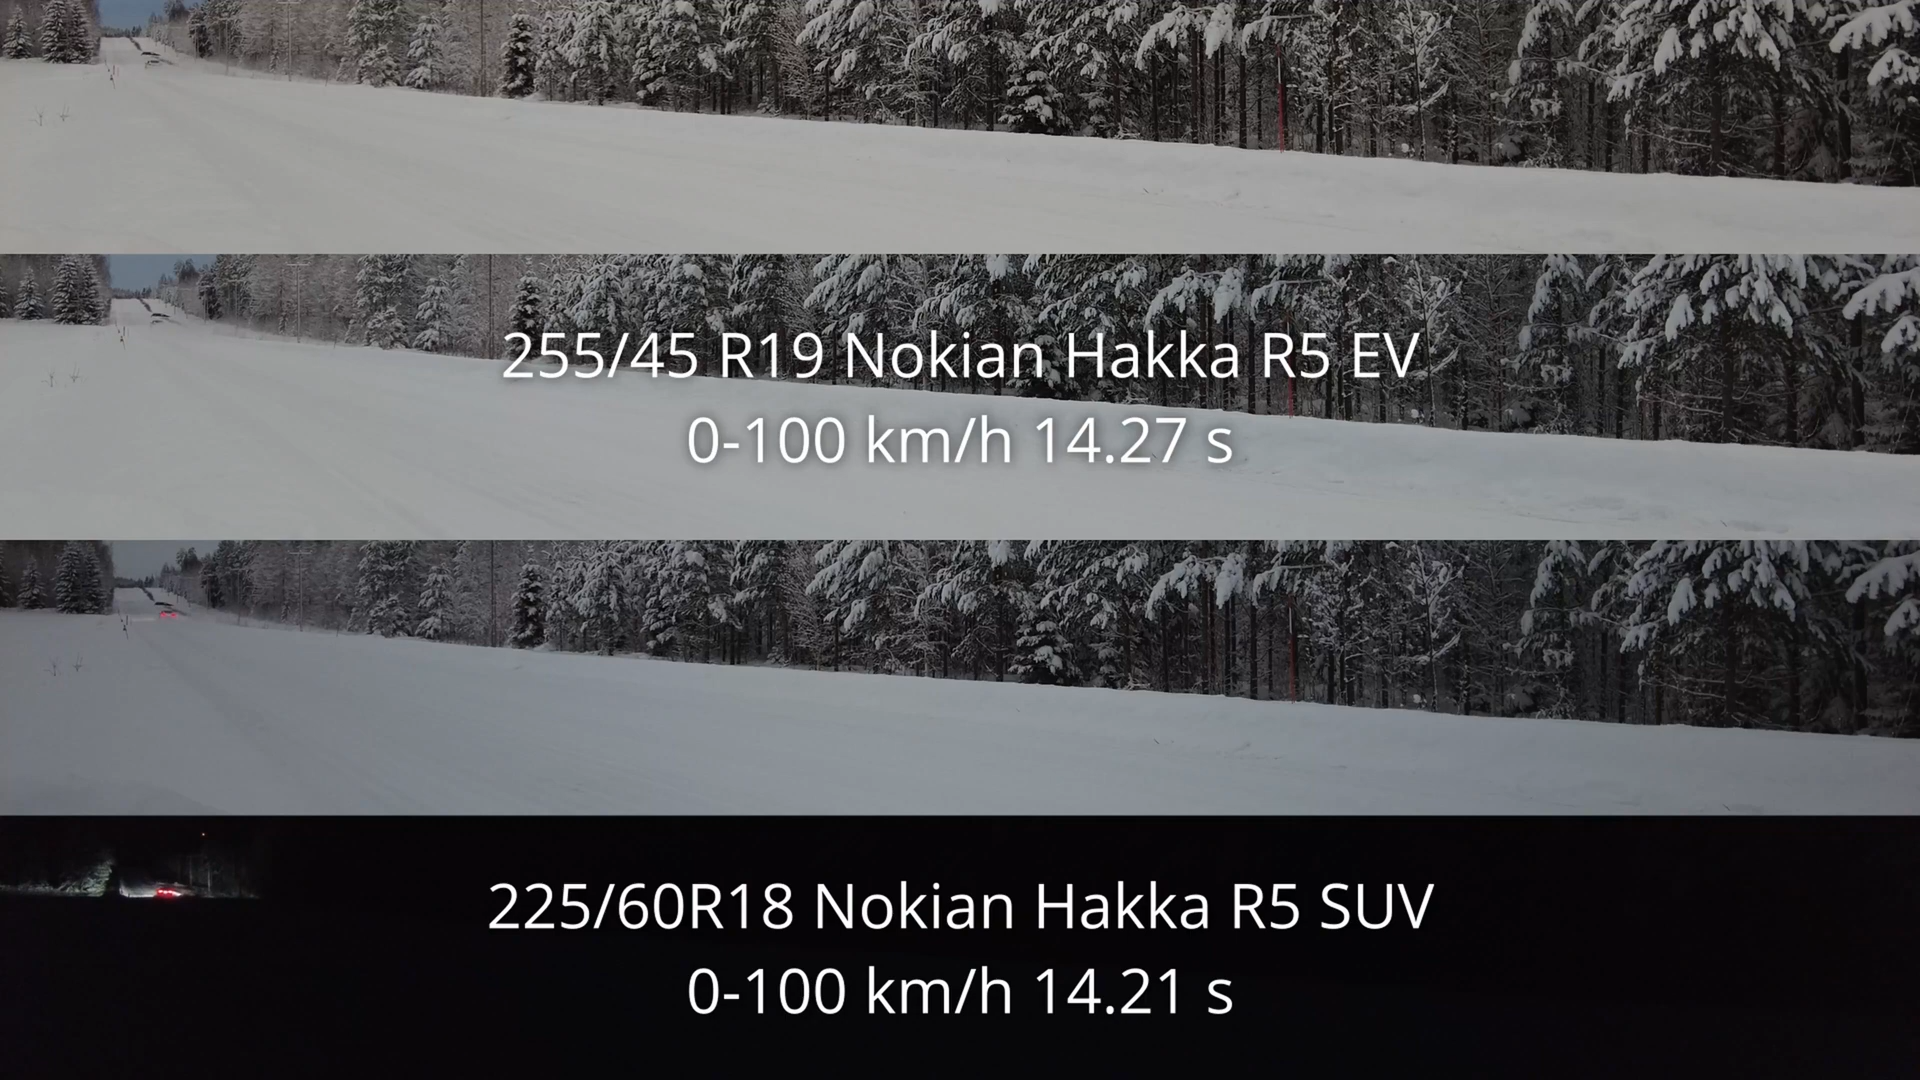 255/45 R19 Nokian Hakka R5 EV
0-100 km/h 14.27 s
225/60R18 Nokian Hakka R5 SUV
0-100 km/h 14.21 s